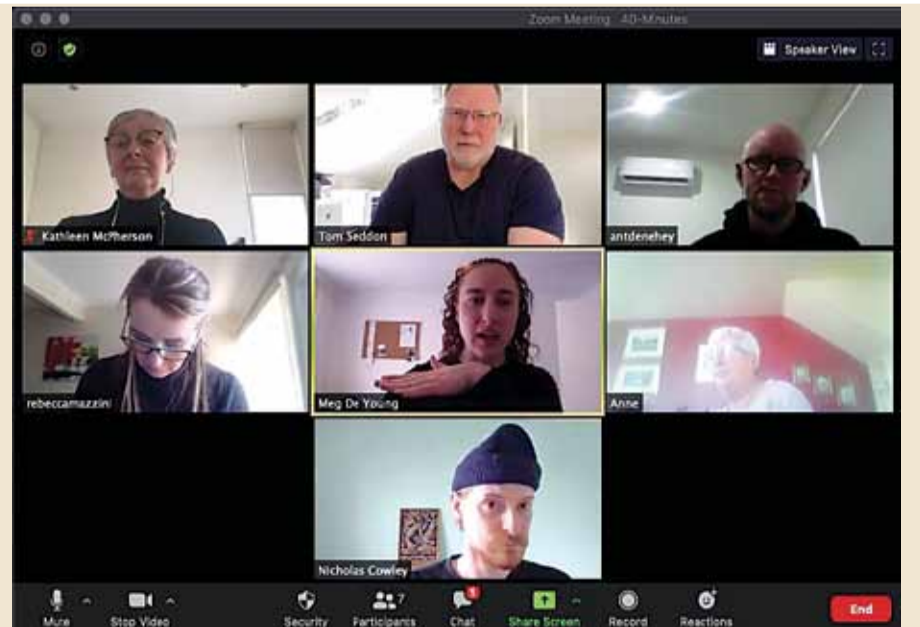 Zoom Meeting 40-Minutes
Speaker View
Kathleen McPherson
Tom Seddon
antdenehey
rebeccamazzini
Meg De Young
Anne
Nicholas Cowley
7
Mute
Stop Video
Security
Participants
Chat
Share Screen
Record
Reactions
End